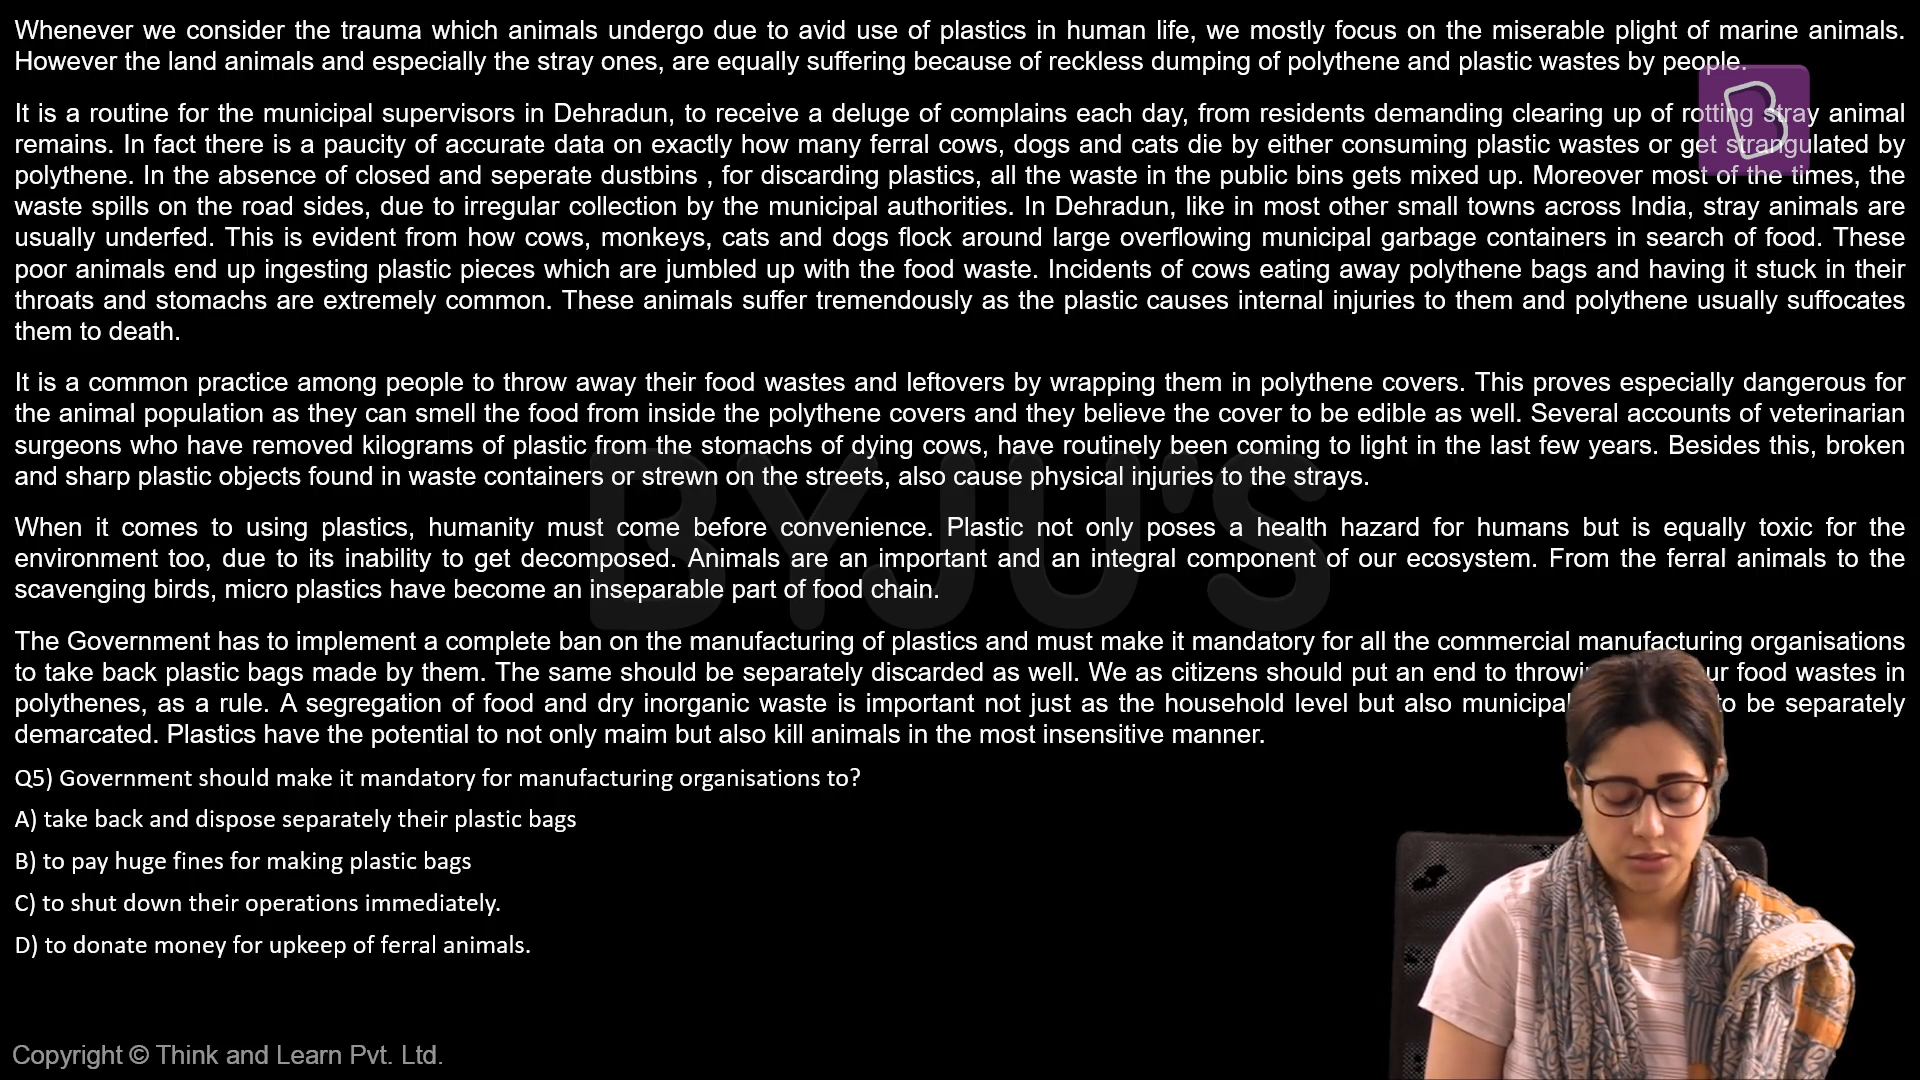 Whenever we consider the trauma which animals undergo due to avid use of plastics in human life, we mostly focus on the miserable plight of marine animals.
However the land animals and especially the stray ones, are equally suffering because of reckless dumping of polythene and plastic wastes by people.
It is a routine for the municipal supervisors in Dehradun, to receive a deluge of complains each day, from residents demanding clearing up of rotting stray animal
remains. In fact there is a paucity of accurate data on exactly how many ferral cows, dogs and cats die by either consuming plastic wastes or get strangulated by
polythene. In the absence of closed and seperate dustbins , for discarding plastics, all the waste in the public bins gets mixed up. Moreover most of the times, the
waste spills on the road sides, due to irregular collection by the municipal authorities. In Dehradun, like in most other small towns across India, stray animals are
usually underfed. This is evident from how cows, monkeys, cats and dogs flock around large overflowing municipal garbage containers in search of food. These
poor animals end up ingesting plastic pieces which are jumbled up with the food waste. Incidents of cows eating away polythene bags and having it stuck in their
throats and stomachs are extremely common. These animals suffer tremendously as the plastic causes internal injuries to them and polythene usually suffocates
them to death.
It is a common practice among people to throw away their food wastes and leftovers by wrapping them in polythene covers. This proves especially dangerous for
the animal population as they can smell the food from inside the polythene covers and they believe the cover to be edible as well. Several accounts of veterinarian
surgeons who have removed kilograms of plastic from the stomachs of dying cows, have routinely been coming to light in the last few years. Besides this, broken
and sharp plastic objects found in waste containers or strewn on the streets, also cause physical injuries to the strays.
BYJU'S
When it comes to using plastics, humanity must come before convenience. Plastic not only poses a health hazard for humans but is equally toxic for the
environment too, due to its inability to get decomposed. Animals are an important and an integral component of our ecosystem. From the ferral animals to the
scavenging birds, micro plastics have become an inseparable part of food chain.
The Government has to implement a complete ban on the manufacturing of plastics and must make it mandatory for all the commercial manufacturing organisations
to take back plastic bags made by them. The same should be separately discarded as well. We as citizens should put an end to food wastes in
polythenes, as a rule. A segregation of food and dry inorganic waste is important not just as the household level but also municipal to be separately
demarcated. Plastics have the potential to not only maim but also kill animals in the most insensitive manner.
Q5) Government should make it mandatory for manufacturing organisations to?
A) take back and dispose separately their plastic bags
B) to pay huge fines for making plastic bags
C) to shut down their operations immediately.
D) to donate money for upkeep of ferral animals.
Copyright © Think and Learn Pvt. Ltd.